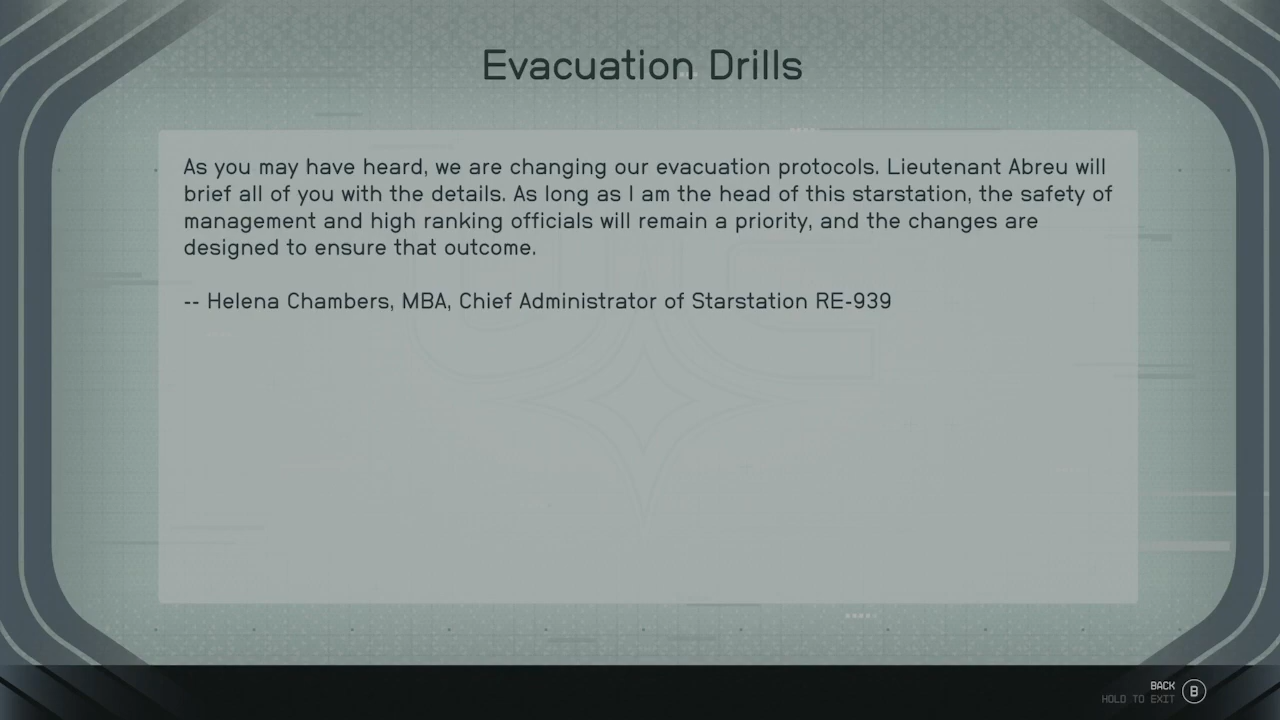 Evacuation Drills
As you may have heard, we are changing our evacuation protocols. Lieutenant Abreu will
brief all of you with the details. As long as I am the head of this starstation, the safety of
management and high ranking officials will remain a priority, and the changes are
designed to ensure that outcome.
-- Helena Chambers, MBA, Chief Administrator of Starstation RE-939
BACK
HOLD TO EXIT
B